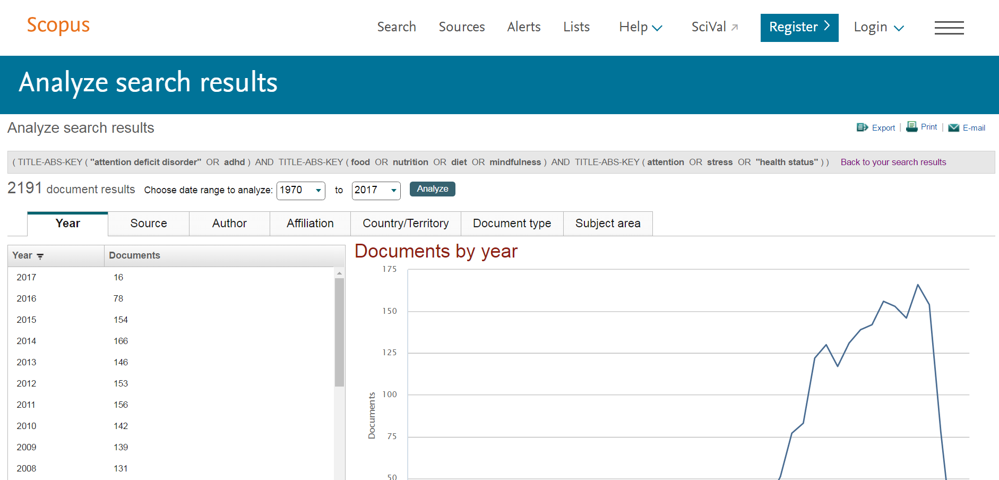 Scopus
Search Sources Alerts Lists Help SciVal Register Login
Analyze search results
Analyze search results
Export | Print | E-mail
( TITLE-ABS-KEY ( "attention deficit disorder" OR adhd ) AND TITLE-ABS-KEY ( food OR nutrition OR diet OR mindfulness ) AND TITLE-ABS-KEY ( attention OR stress OR "health status" ) ) Back to your search results
2191 document results Choose date range to analyze: 1970 to 2017 Analyze
Year Source Author Affiliation Country/Territory Document type Subject area
Year Documents
2017 16
2016 78
2015 154
2014 166
2013 146
2012 153
2011 156
2010 142
2009 139
2008 131
Documents by year
175
150
125
100
75
50
Documents